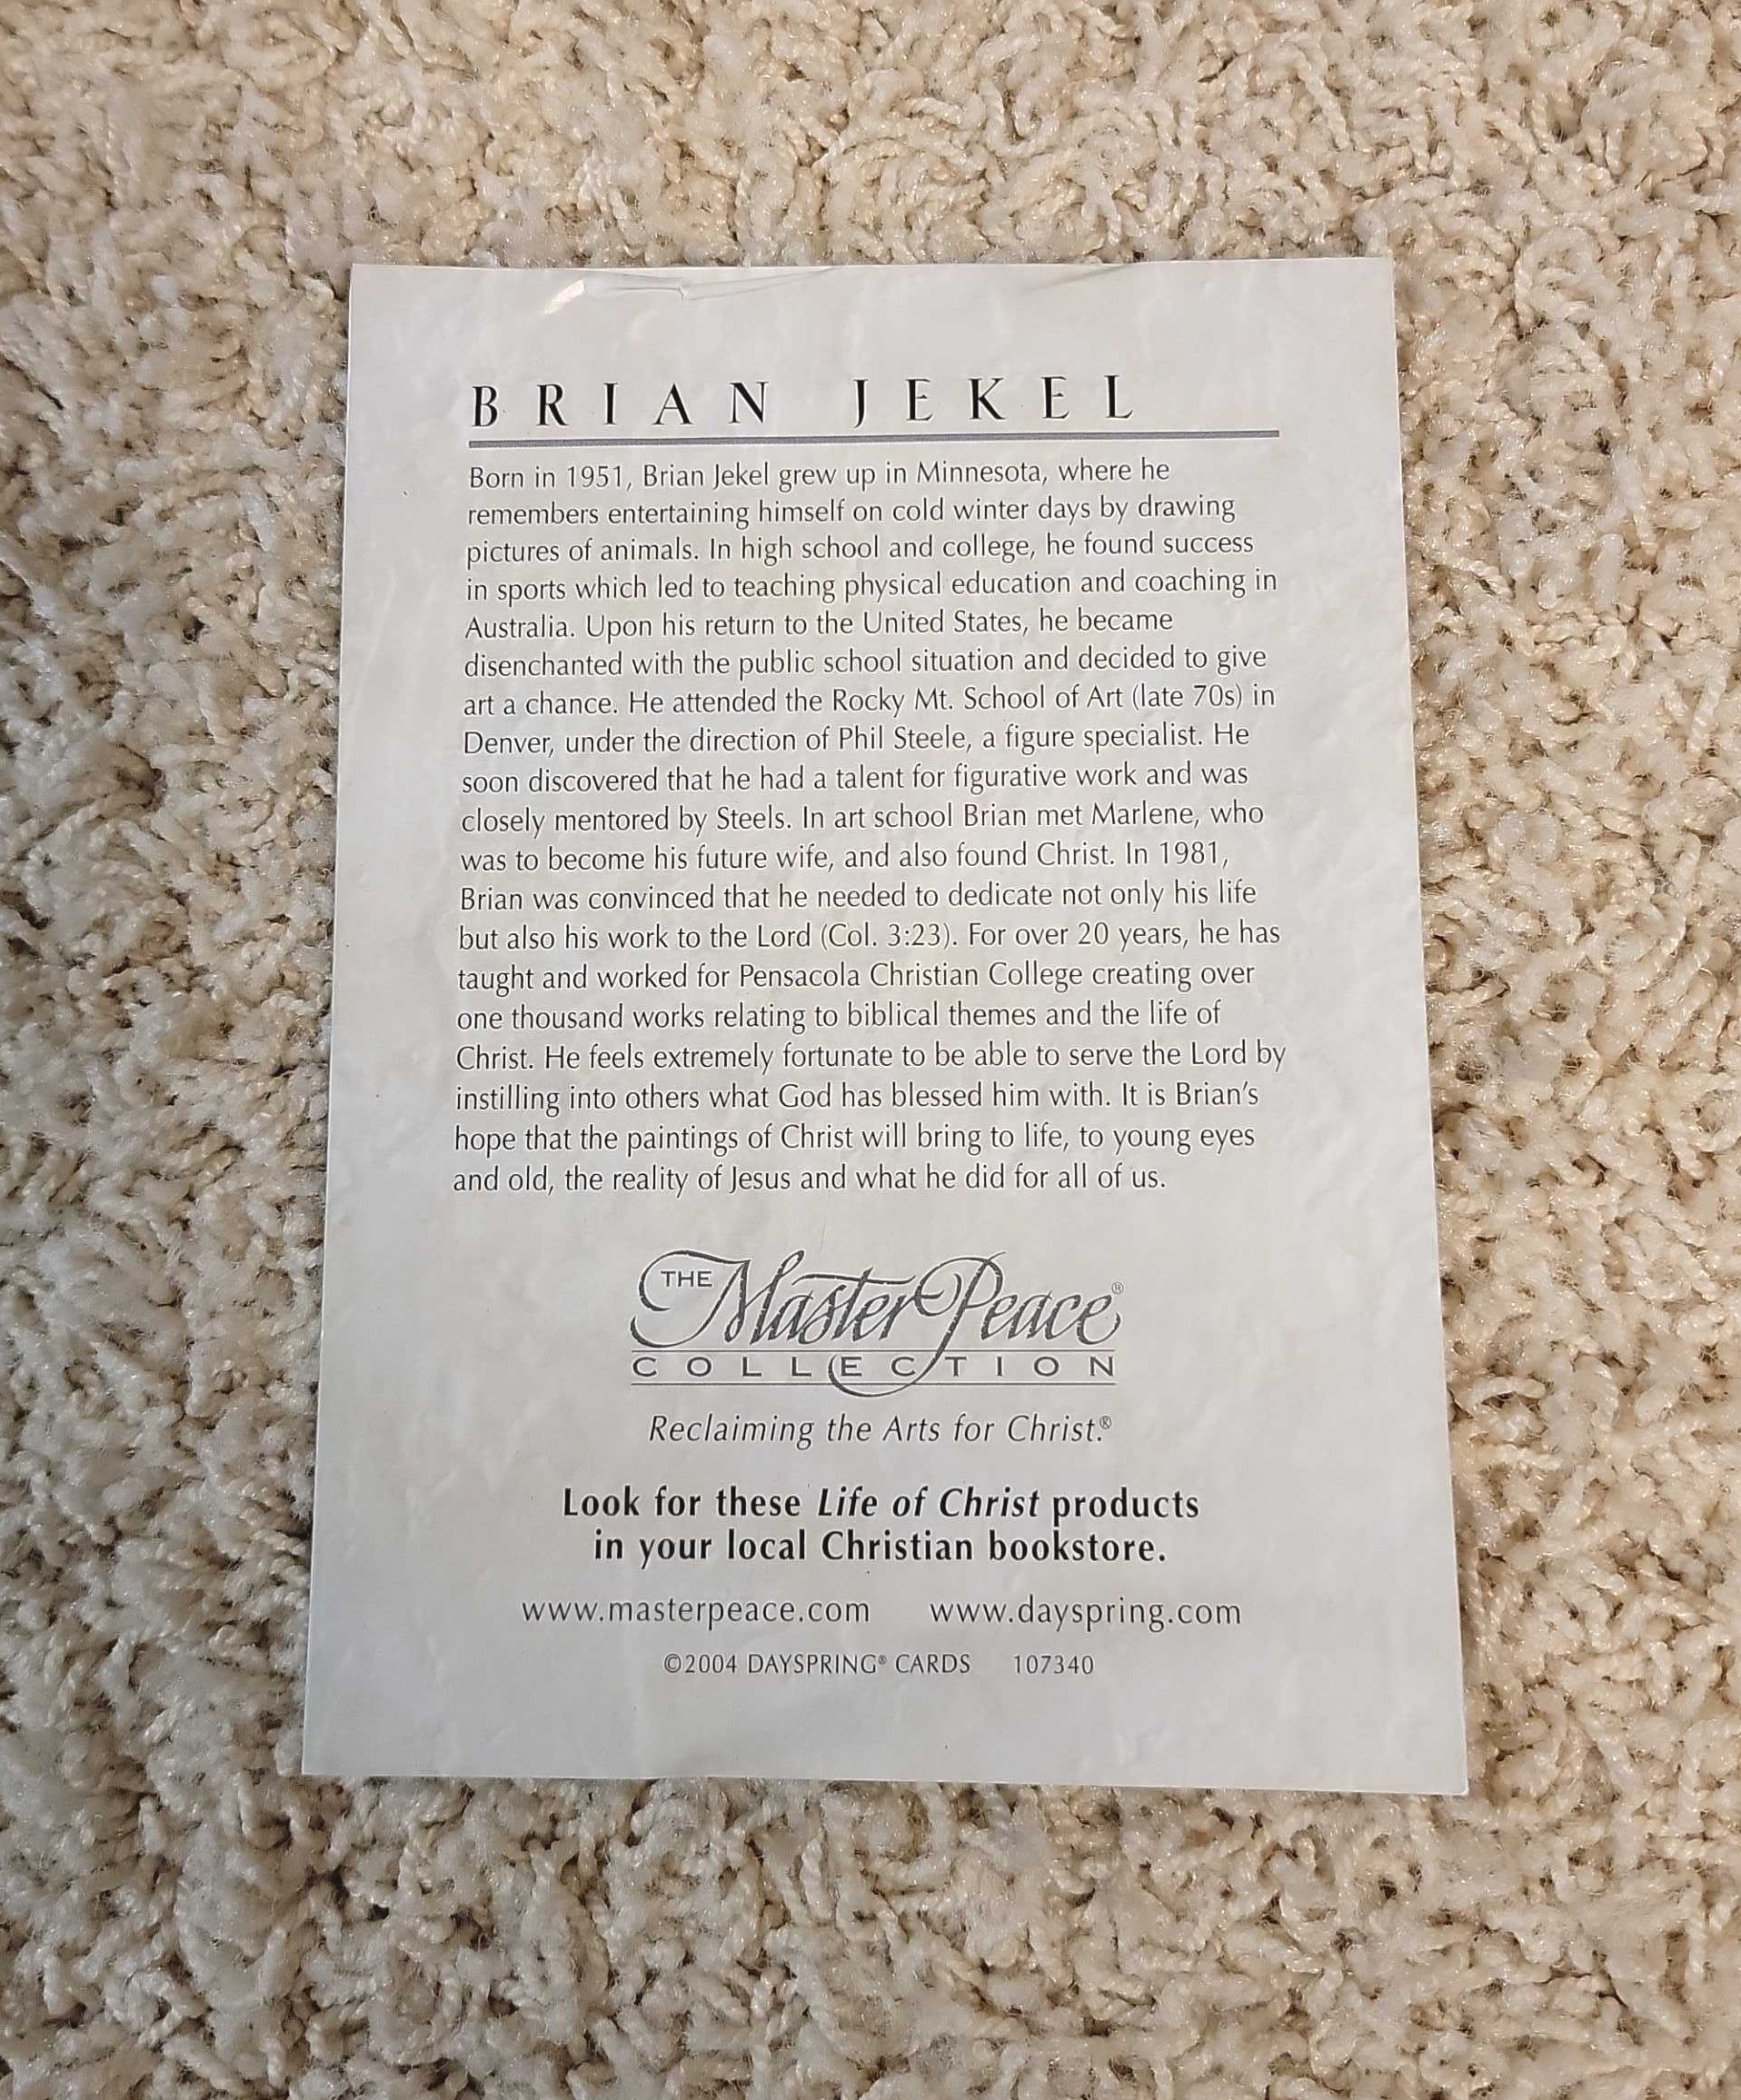 BRIAN JEKEL
Born in 1951, Brian Jekel grew up in Minnesota, where he
remembers entertaining himself on cold winter days by drawing
pictures of animals. In high school and college, he found success
in sports which led to teaching physical education and coaching in
Australia. Upon his return to the United States, he became
disenchanted with the public school situation and decided to give
art a chance. He attended the Rocky Mt. School of Art (late 70s) in
Denver, under the direction of Phil Steele, a figure specialist. He
soon discovered that he had a talent for figurative work and was
closely mentored by Steels. In art school Brian met Marlene, who
was to become his future wife, and also found Christ. In 1981,
Brian was convinced that he needed to dedicate not only his life
but also his work to the Lord (Col. 3:23). For over 20 years, he has
taught and worked for Pensacola Christian College creating over
one thousand works relating to biblical themes and the life of
Christ. He feels extremely fortunate to be able to serve the Lord by
instilling into others what God has blessed him with. It is Brian's
hope that the paintings of Christ will bring to life, to young eyes
and old, the reality of Jesus and what he did for all of us.
THE MasterPeace®
COLLECTION
Reclaiming the Arts for Christ.®
Look for these Life of Christ products
in your local Christian bookstore.
www.masterpeace.com www.dayspring.com
©2004 DAYSPRING® CARDS 107340